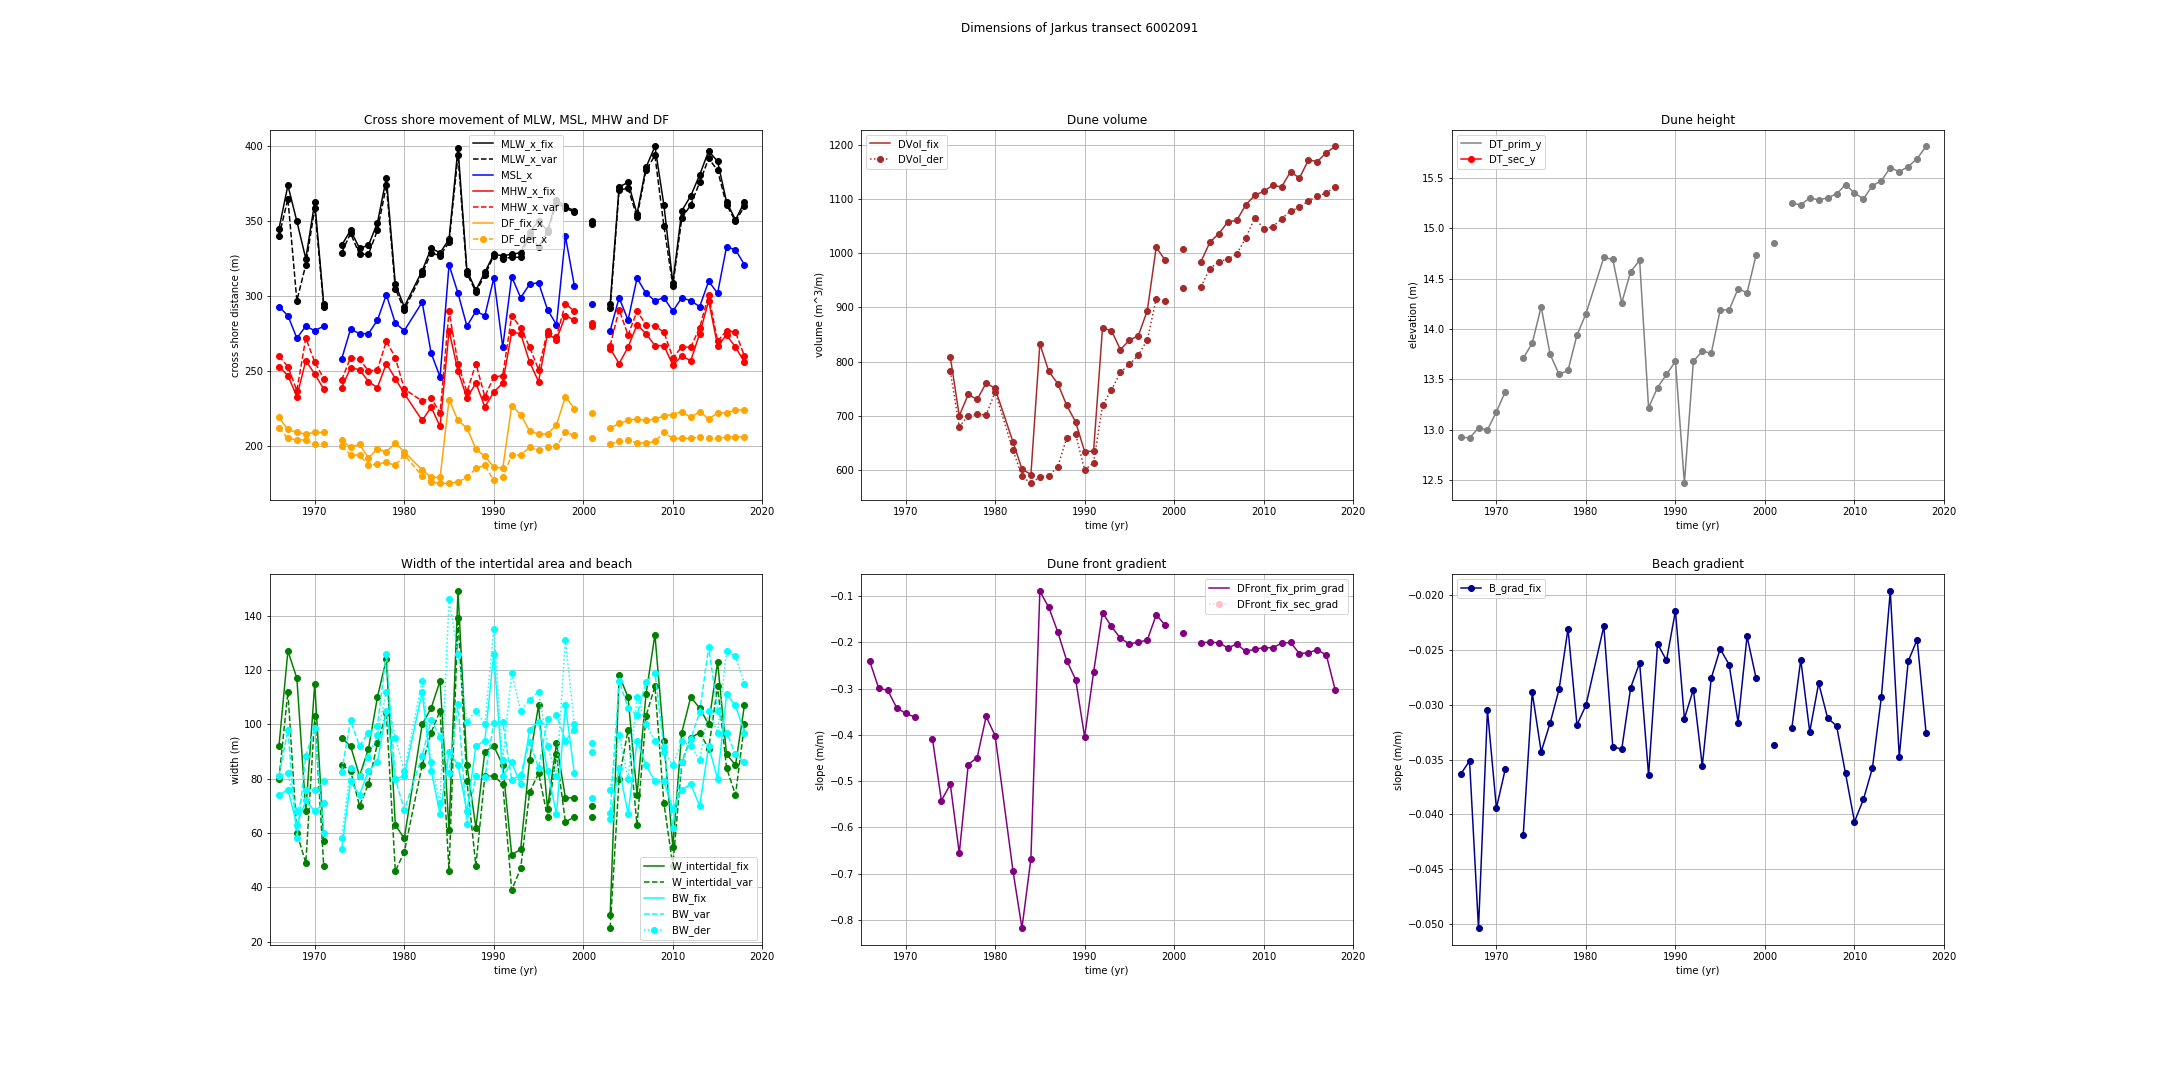 Dimensions of Jarkus transect 6002091
Cross shore movement of MLW, MSL, MHW and DF
cross shore distance (m)
400
350
300
250
200
MLW_x_fix
MLW_x_var
MSL_x
MHW_x_fix
MHW_x_var
DF_fix_x
DF_der_x
1970 1980 1990 2000 2010 2020
time (yr)
Dune volume
volume (m^3/m)
1200
1100
1000
900
800
700
600
DVol_fix
DVol_der
1970 1980 1990 2000 2010 2020
time (yr)
Dune height
elevation (m)
15.5
15.0
14.5
14.0
13.5
13.0
12.5
DT_prim_y
DT_sec_y
1970 1980 1990 2000 2010 2020
time (yr)
Width of the intertidal area and beach
width (m)
140
120
100
80
60
40
20
W_intertidal_fix
W_intertidal_var
BW_fix
BW_var
BW_der
1970 1980 1990 2000 2010 2020
time (yr)
Dune front gradient
slope (m/m)
−0.1
−0.2
−0.3
−0.4
−0.5
−0.6
−0.7
−0.8
DFront_fix_prim_grad
DFront_fix_sec_grad
1970 1980 1990 2000 2010 2020
time (yr)
Beach gradient
slope (m/m)
−0.020
−0.025
−0.030
−0.035
−0.040
−0.045
−0.050
B_grad_fix
1970 1980 1990 2000 2010 2020
time (yr)